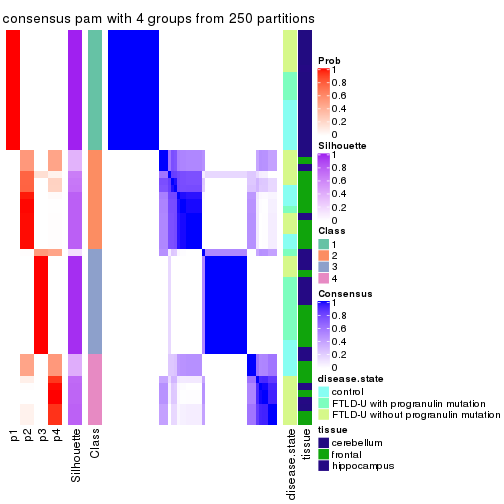 consensus pam with 4 groups from 250 partitions
Prob
1
0.8
0.6
0.4
0.2
0
Silhouette
1
0.8
0.6
0.4
0.2
0
Class
1
2
3
4
Consensus
1
0.8
0.6
0.4
0.2
0
disease.state
control
FTLD-U with progranulin mutation
FTLD-U without progranulin mutation
tissue
cerebellum
frontal
hippocampus
p1
p2
p3
p4
Silhouette
Class
disease.state
tissue